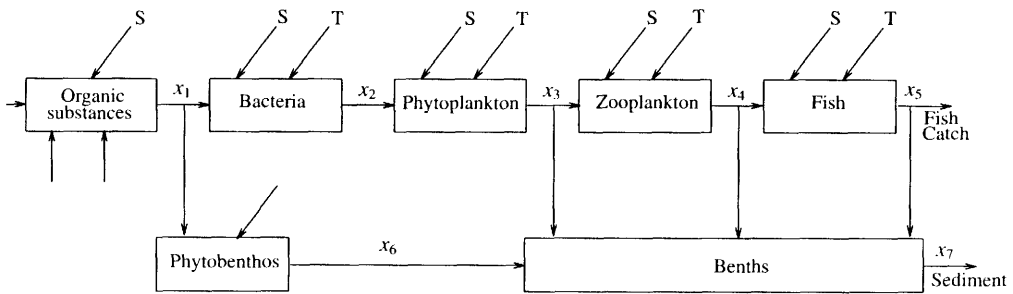 S S T S T S T S T
Organic
substances
x1
Bacteria
x2
Phytoplankton
x3
Zooplankton
x4
Fish
x5
Fish
Catch
Phytobenthos
x6
Benths
x7
Sediment